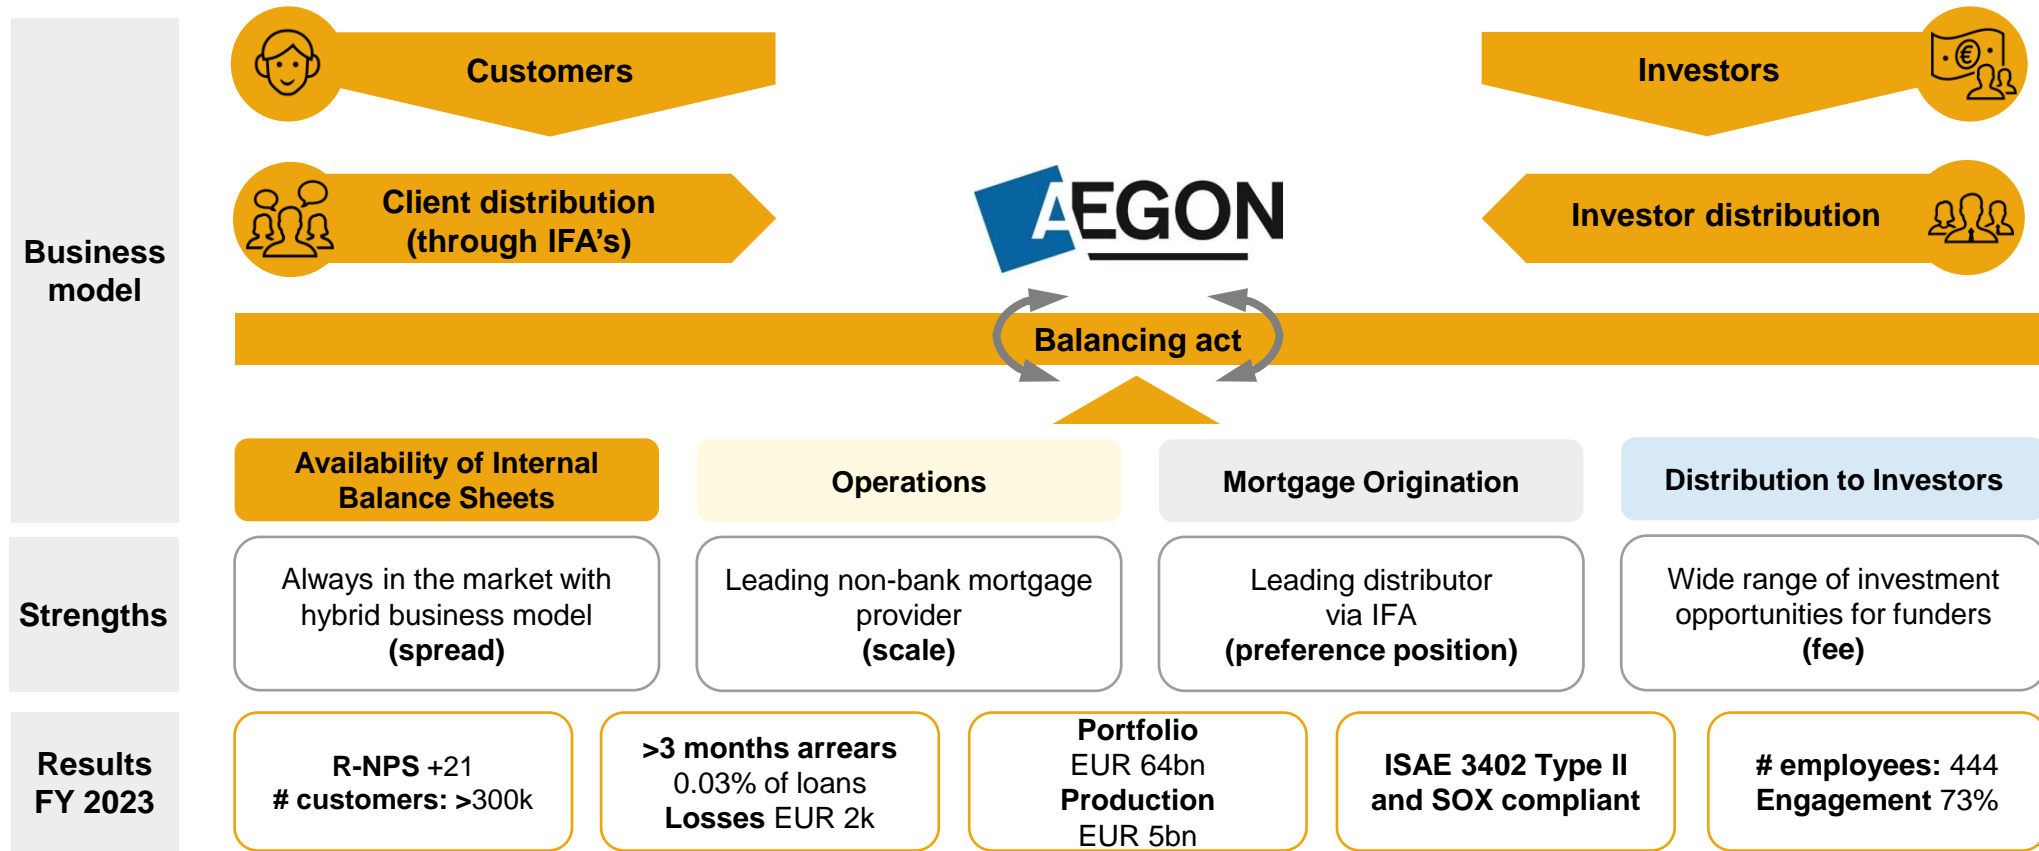 Business
model
Customers
Investors
Client distribution
(through IFA’s)
AEGON
Investor distribution
Balancing act
Availability of Internal
Balance Sheets
Operations
Mortgage Origination
Distribution to Investors
Strengths
Always in the market with
hybrid business model
(spread)
Leading non-bank mortgage
provider
(scale)
Leading distributor
via IFA
(preference position)
Wide range of investment
opportunities for funders
(fee)
Results
FY 2023
R-NPS +21
# customers: >300k
>3 months arrears
0.03% of loans
Losses EUR 2k
Portfolio
EUR 64bn
Production
EUR 5bn
ISAE 3402 Type II
and SOX compliant
# employees: 444
Engagement 73%